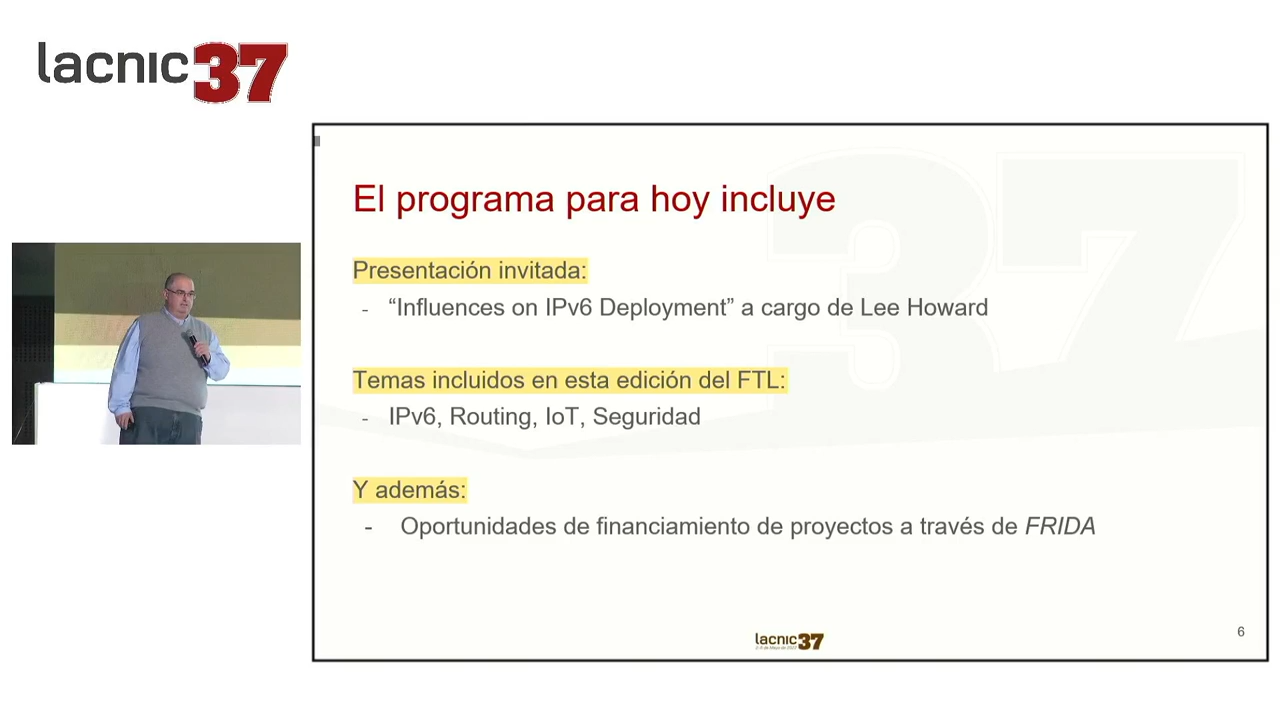 lacnic37
El programa para hoy incluye
Presentación invitada:
- “Influences on IPv6 Deployment” a cargo de Lee Howard
Temas incluidos en esta edición del FTL:
- IPv6, Routing, IoT, Seguridad
Y además:
- Oportunidades de financiamiento de proyectos a través de FRIDA
lacnic37
6